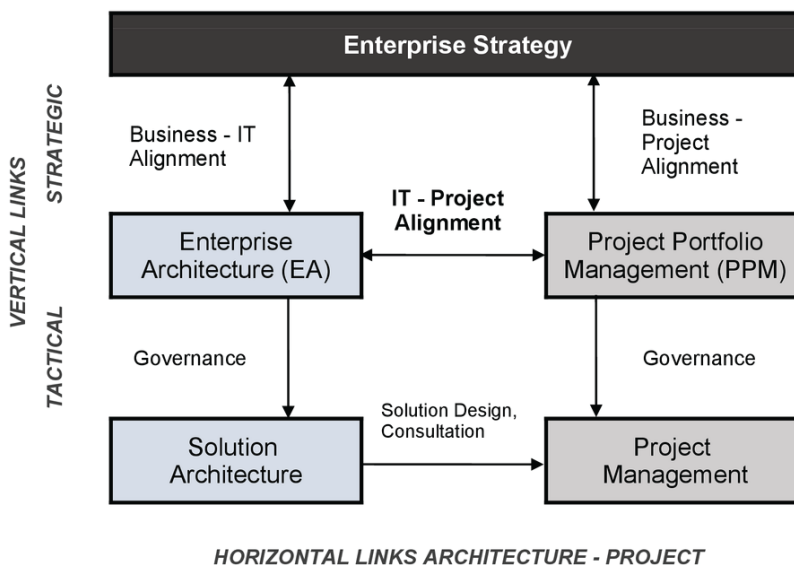 Enterprise Strategy
VERTICAL LINKS
STRATEGIC
Business - IT
Alignment
Business -
Project
Alignment
IT - Project
Alignment
Enterprise
Architecture (EA)
Project Portfolio
Management (PPM)
TACTICAL
Governance
Governance
Solution Design,
Consultation
Solution
Architecture
Project
Management
HORIZONTAL LINKS ARCHITECTURE - PROJECT